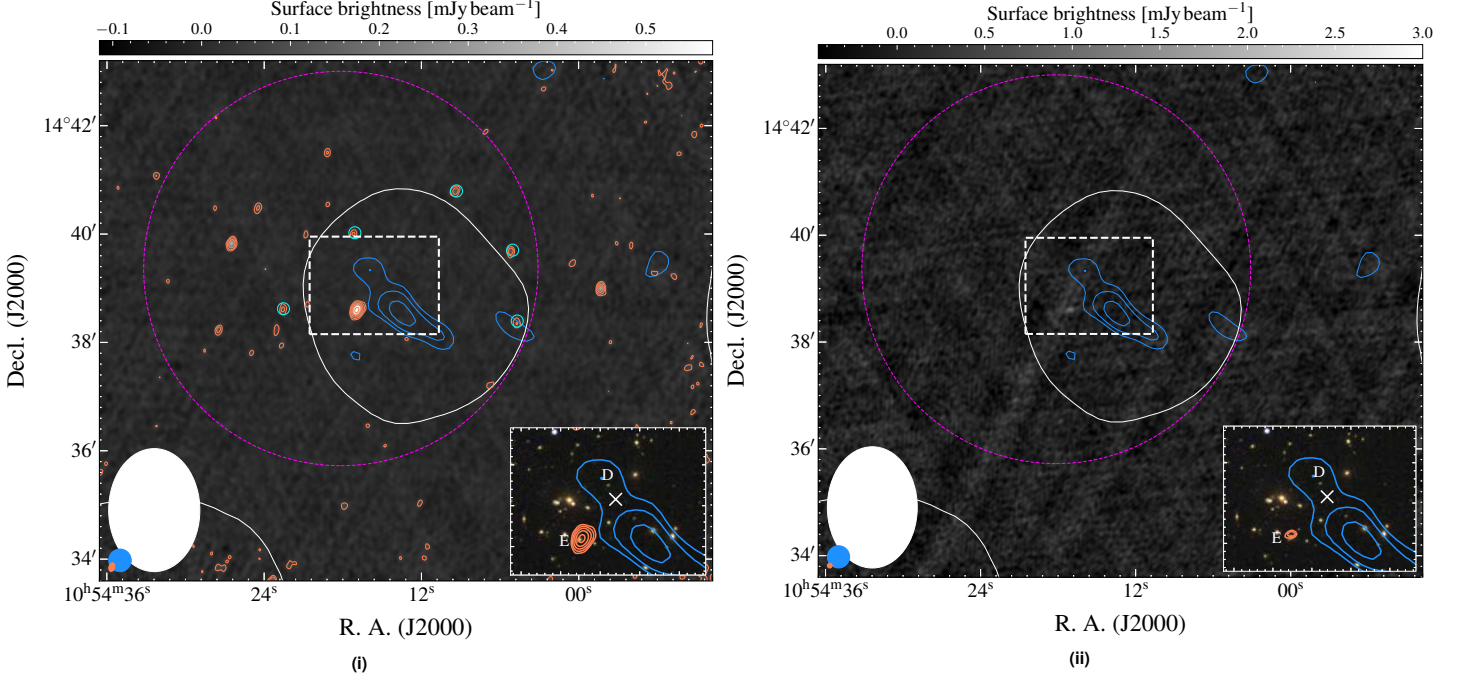 Surface brightness [mJy beam⁻¹]
−0.1 0.0 0.1 0.2 0.3 0.4 0.5
Decl. (J2000)
14°42′
40′
38′
36′
34′
D
E
10ʰ54ᵐ36ˢ 24ˢ 12ˢ 00ˢ
R. A. (J2000)
(i)
Surface brightness [mJy beam⁻¹]
0.0 0.5 1.0 1.5 2.0 2.5 3.0
Decl. (J2000)
14°42′
40′
38′
36′
34′
D
E
10ʰ54ᵐ36ˢ 24ˢ 12ˢ 00ˢ
R. A. (J2000)
(ii)